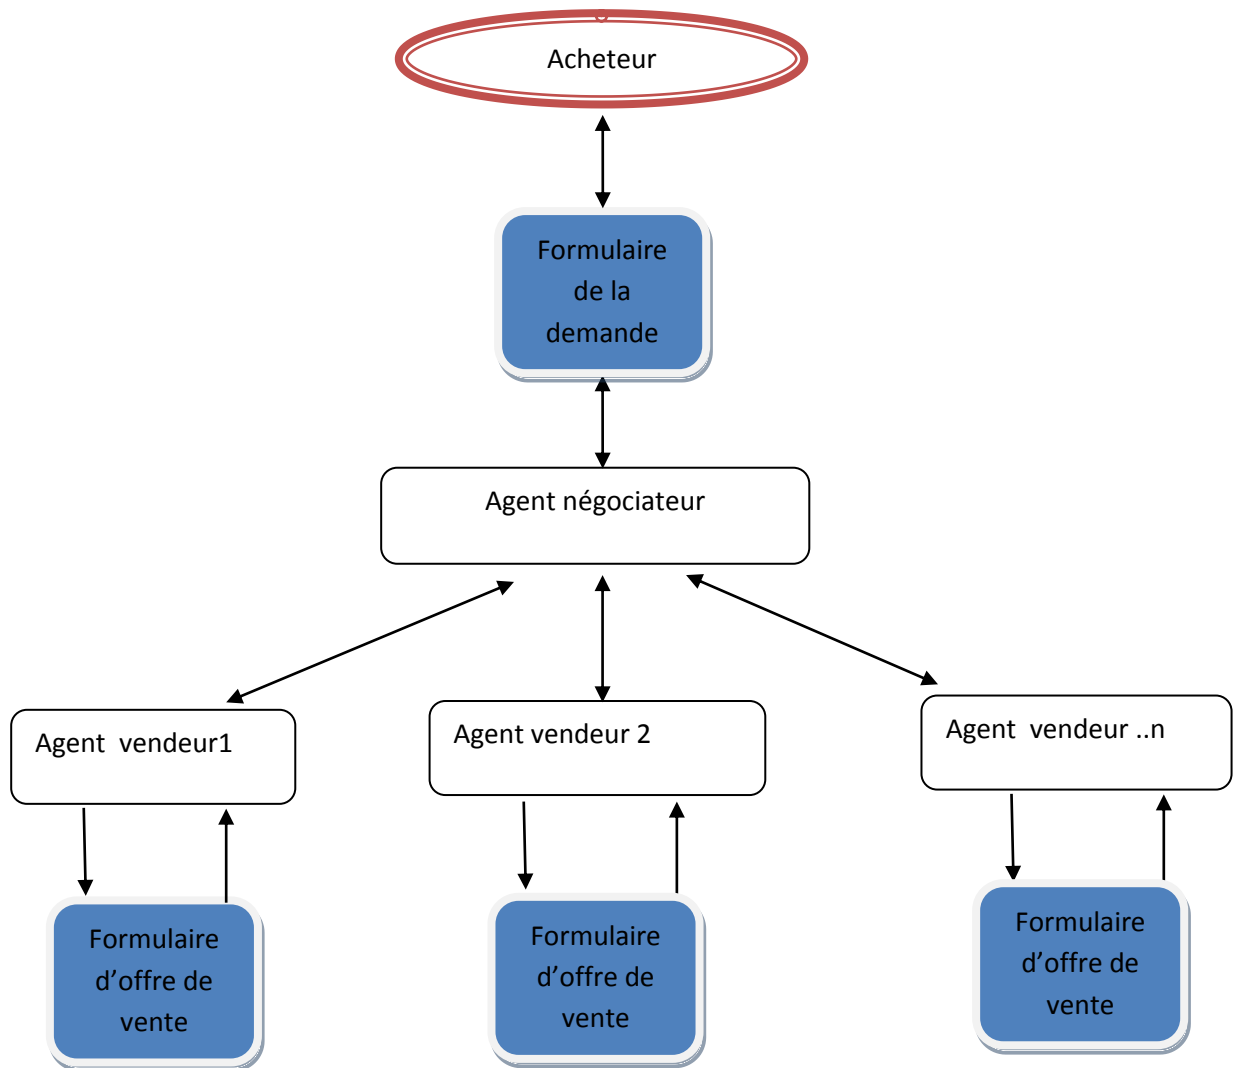 Acheteur
Formulaire
de la
demande
Agent négociateur
Agent  vendeur1
Agent vendeur 2
Agent  vendeur ..n
Formulaire
d’offre de
vente
Formulaire
d’offre de
vente
Formulaire
d’offre de
vente